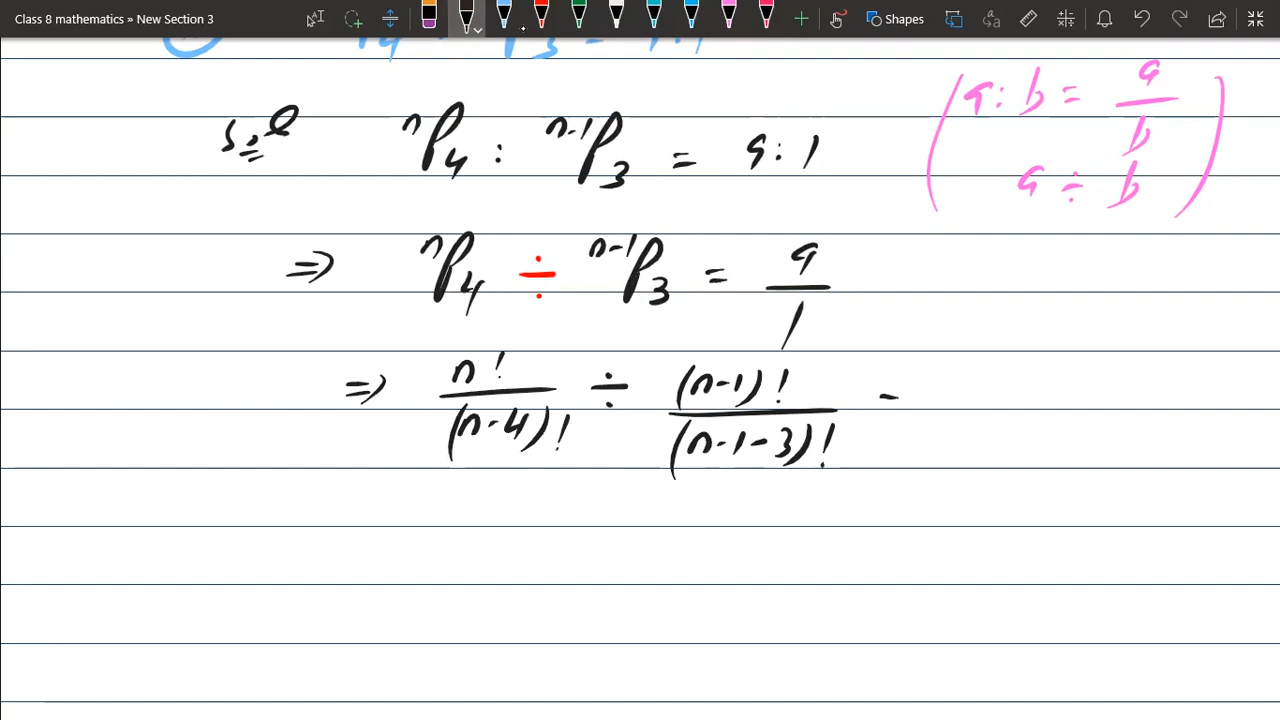 Class 8 mathematics » New Section 3
Shapes
Solⁿ ⁿP₄ : ⁿ⁻¹P₃ = 9 : 1
(a : b = a/b
a ÷ b)
⇒ ⁿP₄ ÷ ⁿ⁻¹P₃ = 9/1
⇒ n!/(n-4)! ÷ (n-1)!/(n-1-3)! =